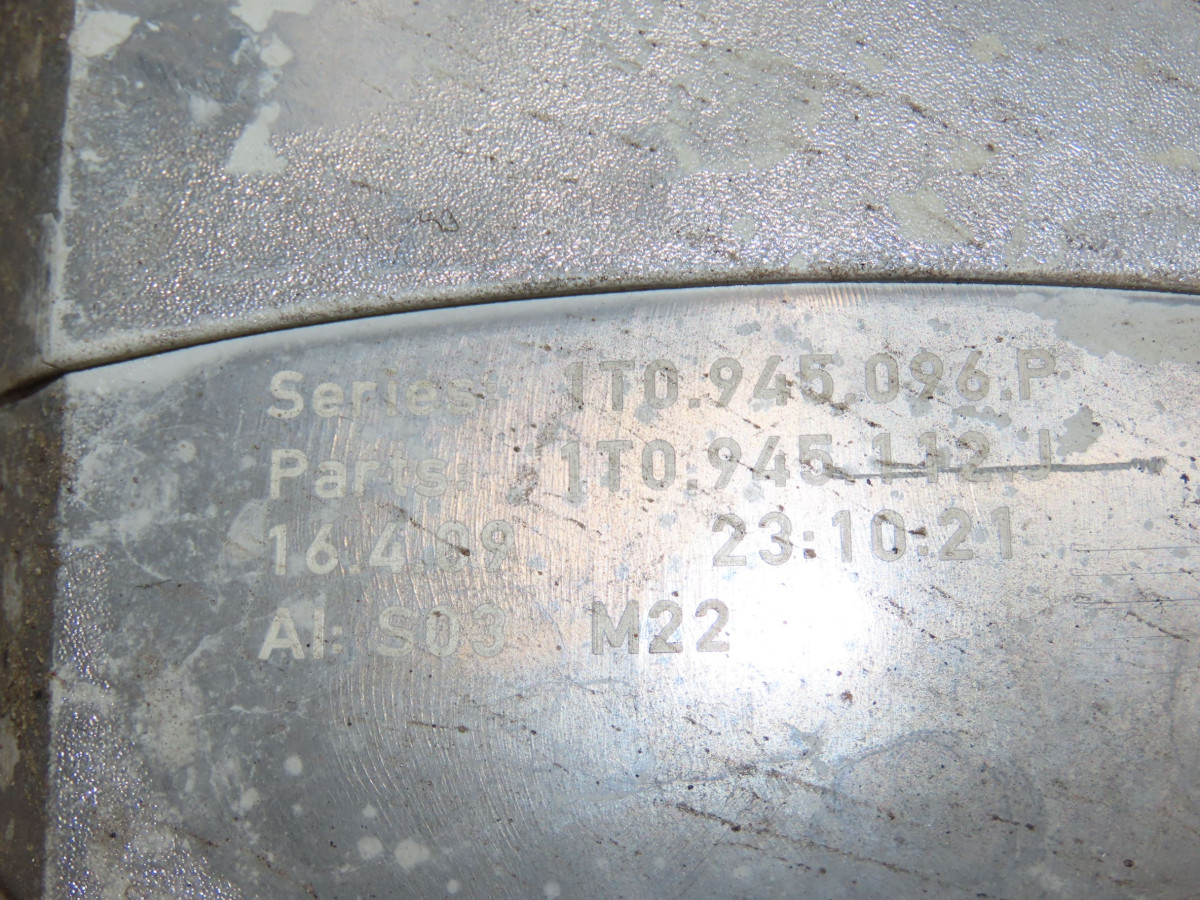 Series: 1T0.945.096.P
Parts: 1T0.945.112.J
16.4.09. 23:10:21
AI: S03 M22